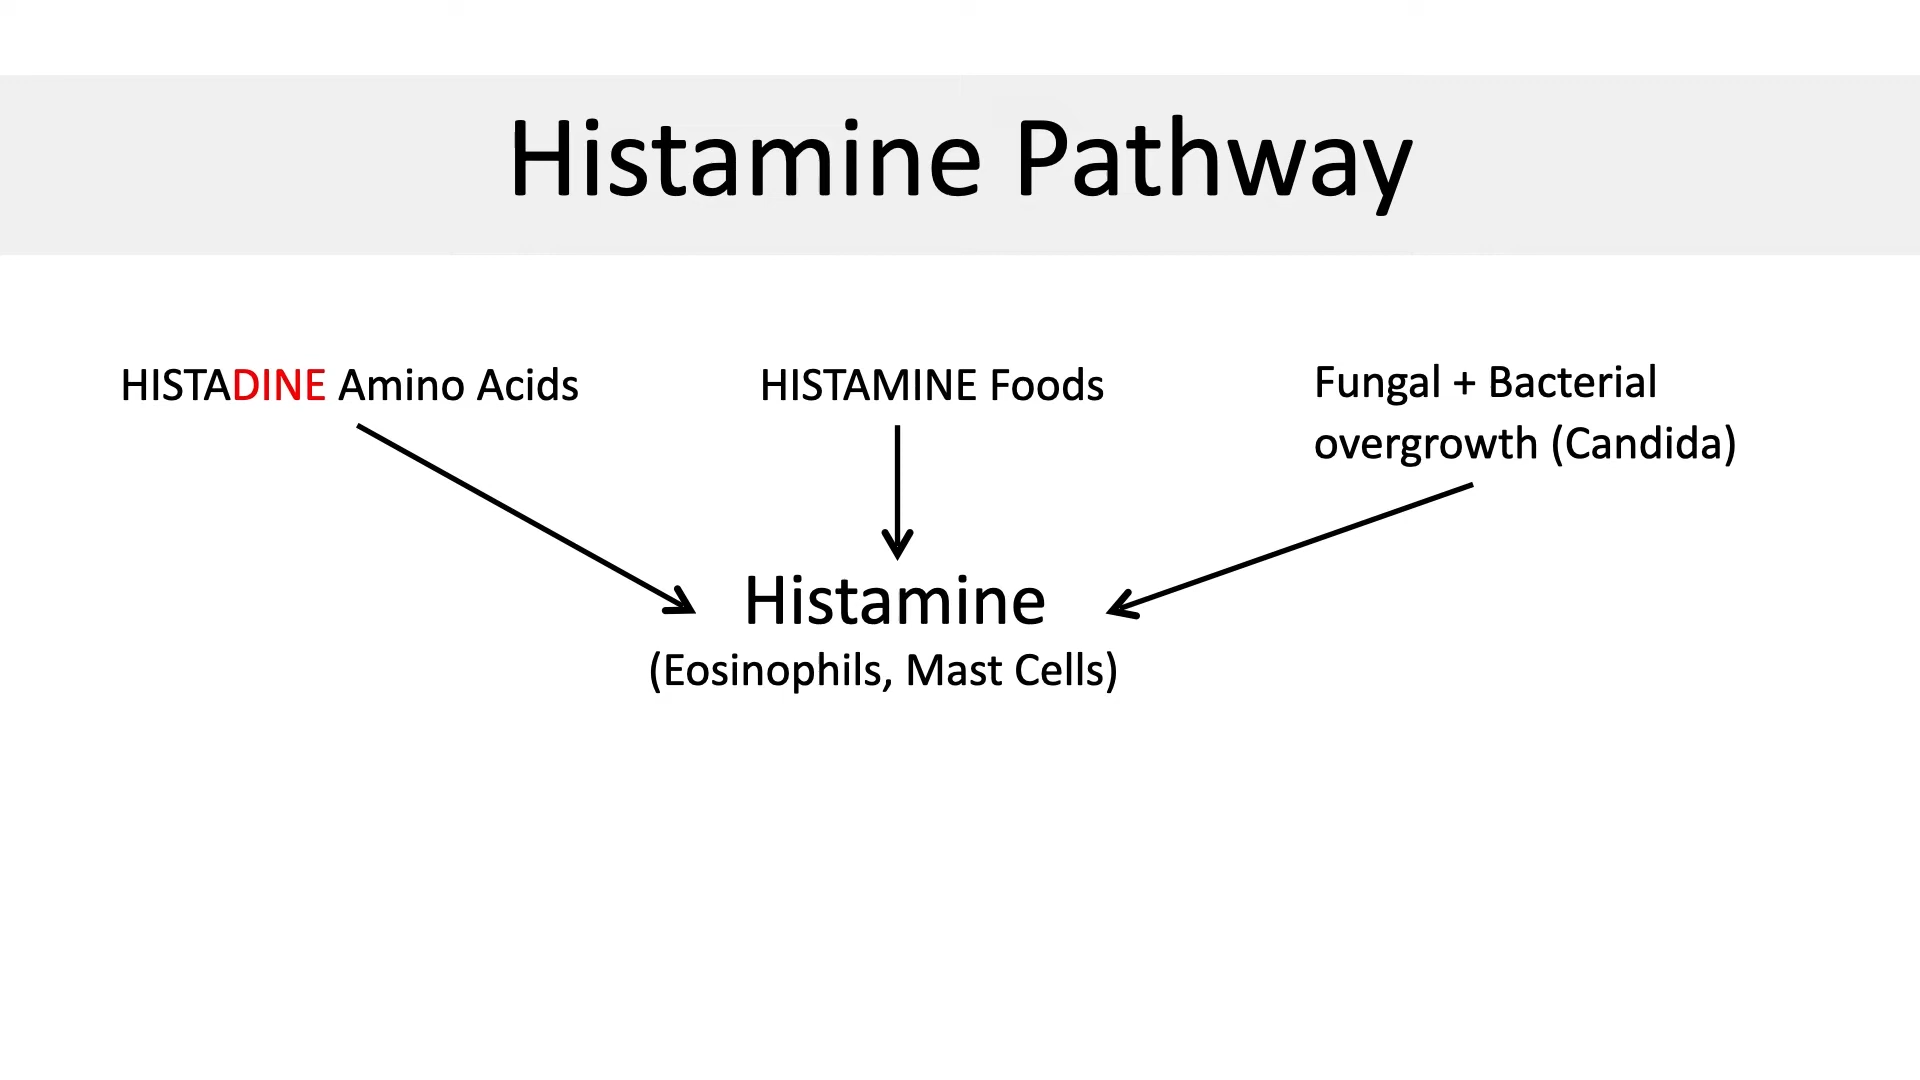 Histamine Pathway
HISTADINE Amino Acids
HISTAMINE Foods
Fungal + Bacterial
overgrowth (Candida)
Histamine
(Eosinophils, Mast Cells)